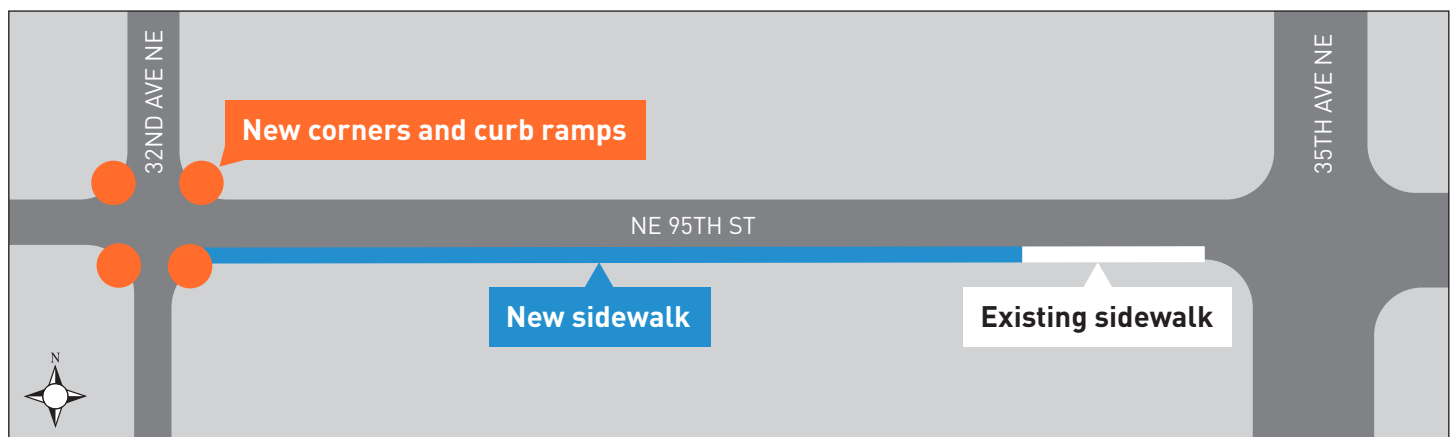 32ND AVE NE
New corners and curb ramps
35TH AVE NE
NE 95TH ST
New sidewalk
Existing sidewalk
N